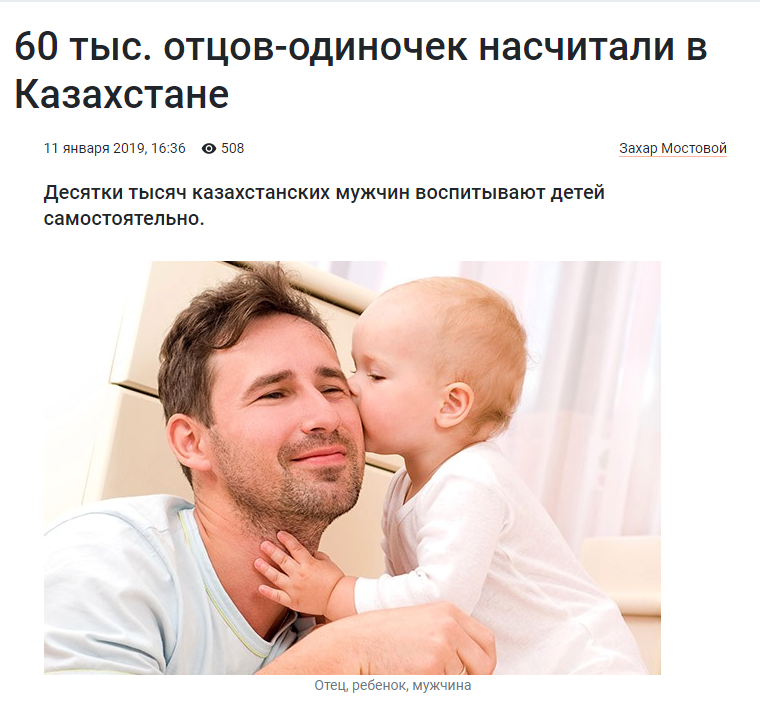 60 тыс. отцов-одиночек насчитали в
Казахстане
11 января 2019, 16:36 508 Захар Мостовой
Десятки тысяч казахстанских мужчин воспитывают детей
самостоятельно.
Отец, ребенок, мужчина